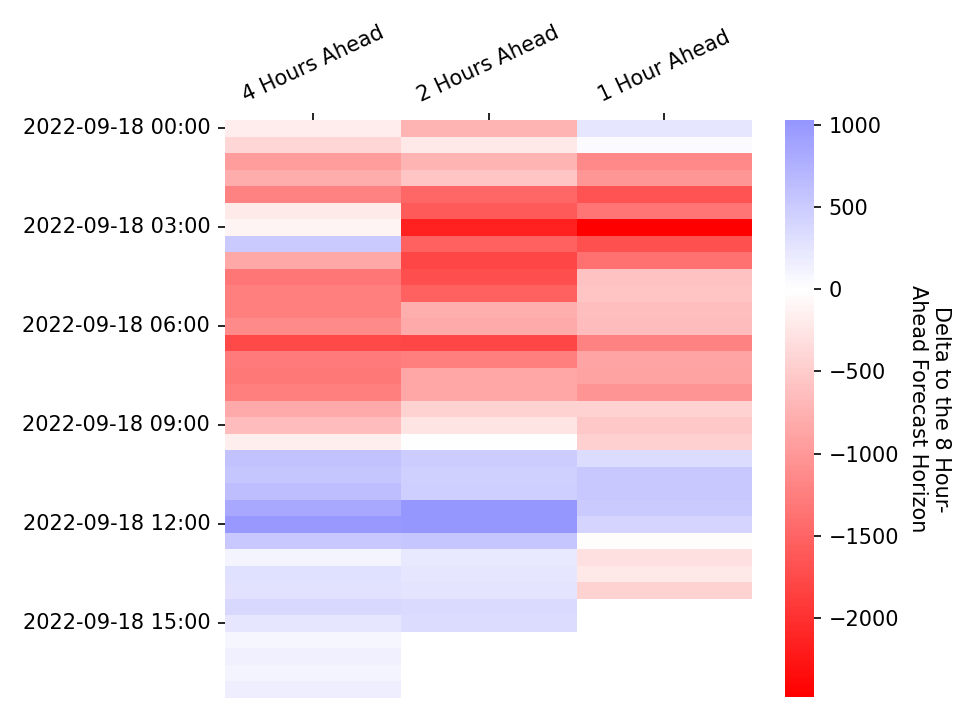 4 Hours Ahead
2 Hours Ahead
1 Hour Ahead
2022-09-18 00:00
2022-09-18 03:00
2022-09-18 06:00
2022-09-18 09:00
2022-09-18 12:00
2022-09-18 15:00
1000
500
0
−500
−1000
−1500
−2000
Delta to the 8 Hour-
Ahead Forecast Horizon